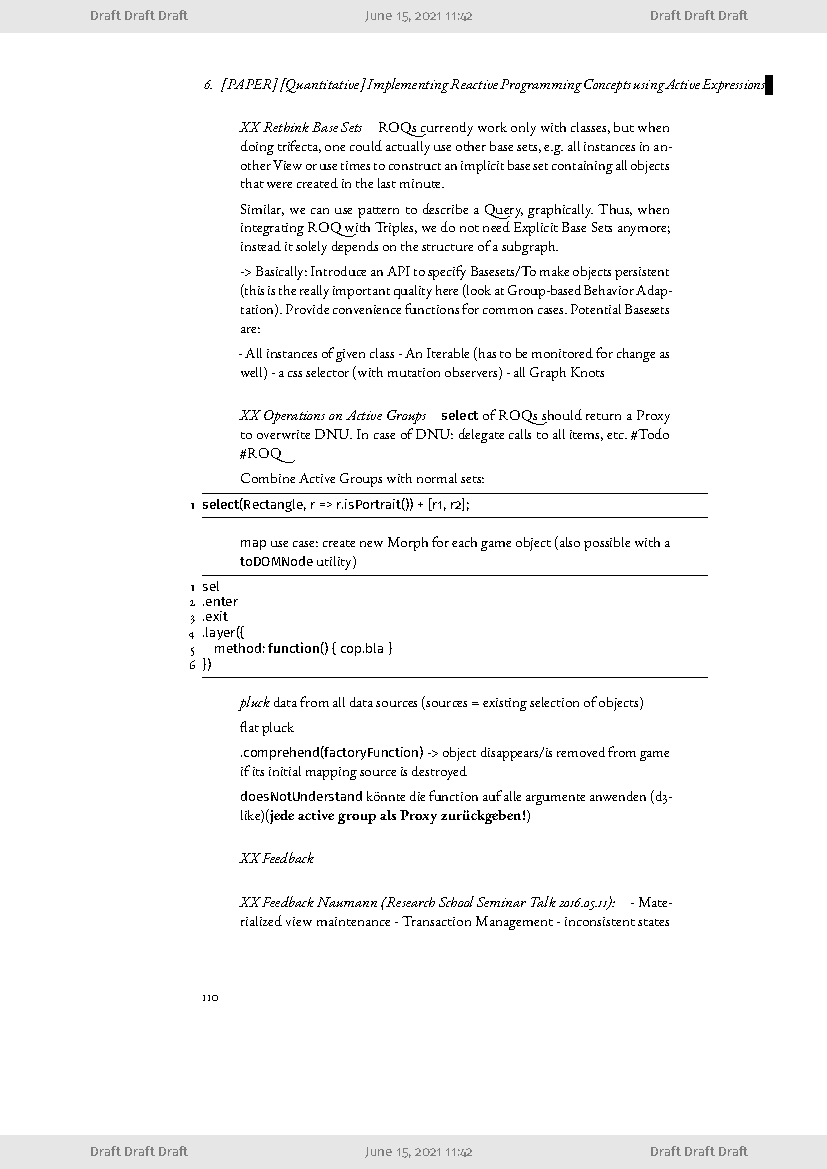 Draft Draft Draft June 15, 2021 11:42 Draft Draft Draft
6. [PAPER] [Quantitative] Implementing Reactive Programming Concepts using Active Expressions
XX Rethink Base Sets ROQs currently work only with classes, but when
doing trifecta, one could actually use other base sets, e.g. all instances in an-
other View or use times to construct an implicit base set containing all objects
that were created in the last minute.
Similar, we can use pattern to describe a Query, graphically. Thus, when
integrating ROQ with Triples, we do not need Explicit Base Sets anymore;
instead it solely depends on the structure of a subgraph.
-> Basically: Introduce an API to specify Basesets/To make objects persistent
(this is the really important quality here (look at Group-based Behavior Adap-
tation). Provide convenience functions for common cases. Potential Basesets
are:
- All instances of given class - An Iterable (has to be monitored for change as
well) - a css selector (with mutation observers) - all Graph Knots
XX Operations on Active Groups select of ROQs should return a Proxy
to overwrite DNU. In case of DNU: delegate calls to all items, etc. #Todo
#ROQ
Combine Active Groups with normal sets:
1 select(Rectangle, r => r.isPortrait()) + [r1, r2];
map use case: create new Morph for each game object (also possible with a
toDOMNode utility)
1 sel
2 .enter
3 .exit
4 .layer({
5 method: function() { cop.bla }
6 })
pluck data from all data sources (sources = existing selection of objects)
flat pluck
.comprehend(factoryFunction) -> object disappears/is removed from game
if its initial mapping source is destroyed
doesNotUnderstand könnte die function auf alle argumente anwenden (d3-
like)(jede active group als Proxy zurückgeben!)
XX Feedback
XX Feedback Naumann (Research School Seminar Talk 2016.05.11): - Mate-
rialized view maintenance - Transaction Management - inconsistent states
110
Draft Draft Draft June 15, 2021 11:42 Draft Draft Draft